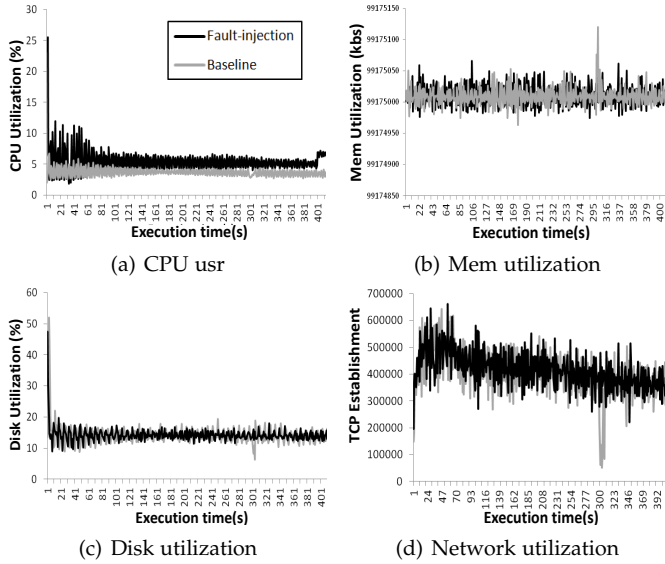 CPU Utilization (%)
30
25
20
15
10
5
0
Fault-injection
Baseline
1 21 41 61 81 101 121 141 161 181 201 221 241 261 281 301 321 341 361 381 401
Execution time(s)
(a) CPU usr
Mem Utilization (kbs)
99175150
99175100
99175050
99175000
99174950
99174900
99174850
1 22 43 64 85 106 127 148 169 190 211 232 253 274 295 316 337 358 379 400
Execution time(s)
(b) Mem utilization
Disk Utilization (%)
60
50
40
30
20
10
0
1 21 41 61 81 101 121 141 161 181 201 221 241 261 281 301 321 341 361 381 401
Execution time(s)
(c) Disk utilization
TCP Establishment
700000
600000
500000
400000
300000
200000
100000
0
1 24 47 70 93 116 139 162 185 208 231 254 277 300 323 346 369 392
Execution time(s)
(d) Network utilization